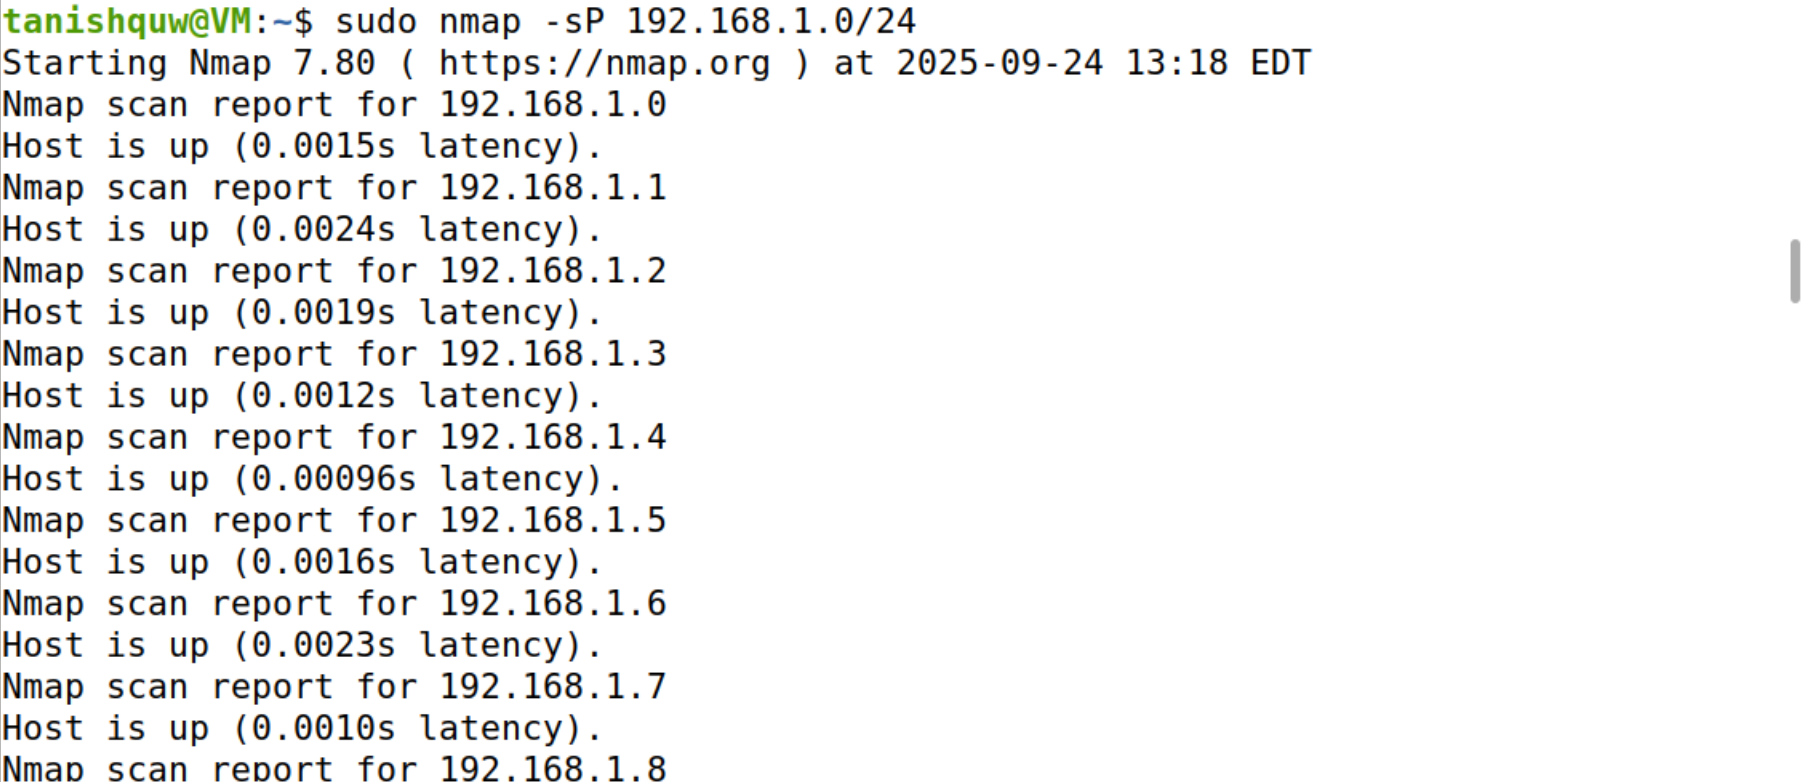 tanishquw@VM:~$ sudo nmap -sP 192.168.1.0/24
Starting Nmap 7.80 ( https://nmap.org ) at 2025-09-24 13:18 EDT
Nmap scan report for 192.168.1.0
Host is up (0.0015s latency).
Nmap scan report for 192.168.1.1
Host is up (0.0024s latency).
Nmap scan report for 192.168.1.2
Host is up (0.0019s latency).
Nmap scan report for 192.168.1.3
Host is up (0.0012s latency).
Nmap scan report for 192.168.1.4
Host is up (0.00096s latency).
Nmap scan report for 192.168.1.5
Host is up (0.0016s latency).
Nmap scan report for 192.168.1.6
Host is up (0.0023s latency).
Nmap scan report for 192.168.1.7
Host is up (0.0010s latency).
Nmap scan report for 192.168.1.8